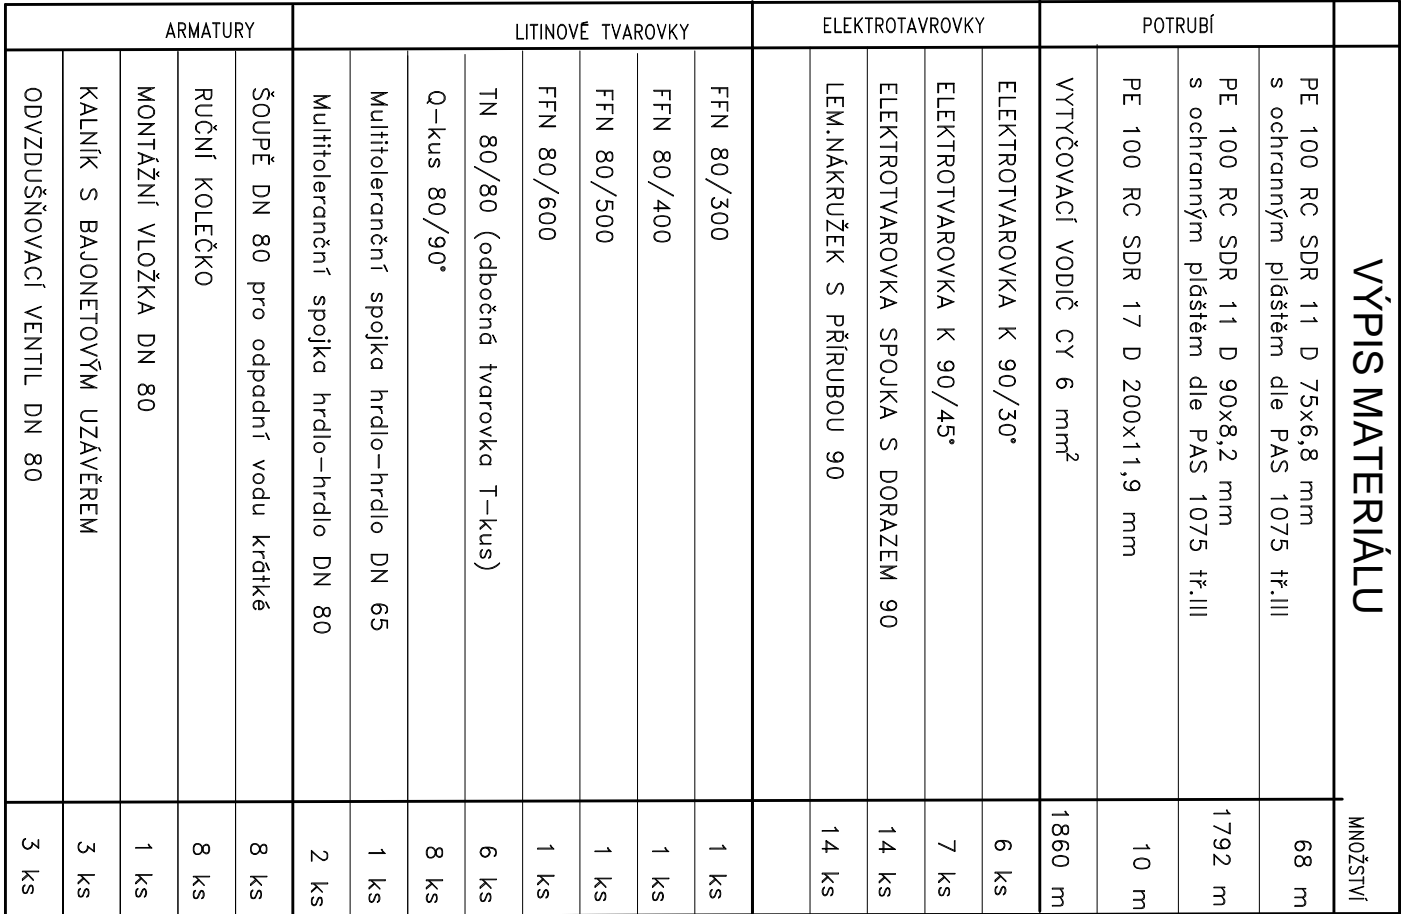 VÝPIS MATERIÁLU
MNOŽSTVÍ
POTRUBÍ
PE 100 RC SDR 11 D 75x6,8 mm
s ochranným pláštěm dle PAS 1075 tř.III
68 m
PE 100 RC SDR 11 D 90x8,2 mm
s ochranným pláštěm dle PAS 1075 tř.III
1792 m
PE 100 RC SDR 17 D 200x11,9 mm
10 m
VYTYČOVACÍ VODIČ CY 6 mm²
1860 m
ELEKTROTAVROVKY
ELEKTROTVAROVKA K 90/30°
6 ks
ELEKTROTVAROVKA K 90/45°
7 ks
ELEKTROTVAROVKA SPOJKA S DORAZEM 90
14 ks
LEM.NÁKRUŽEK S PŘÍRUBOU 90
14 ks
LITINOVÉ TVAROVKY
FFN 80/300
1 ks
FFN 80/400
1 ks
FFN 80/500
1 ks
FFN 80/600
1 ks
TN 80/80 (odbočná tvarovka T-kus)
6 ks
Q-kus 80/90°
8 ks
Multitoleranční spojka hrdlo-hrdlo DN 65
1 ks
Multitoleranční spojka hrdlo-hrdlo DN 80
2 ks
ARMATURY
ŠOUPĚ DN 80 pro odpadní vodu krátké
8 ks
RUČNÍ KOLEČKO
8 ks
MONTÁŽNÍ VLOŽKA DN 80
1 ks
KALNÍK S BAJONETOVÝM UZÁVĚREM
3 ks
ODVZDUŠŇOVACÍ VENTIL DN 80
3 ks